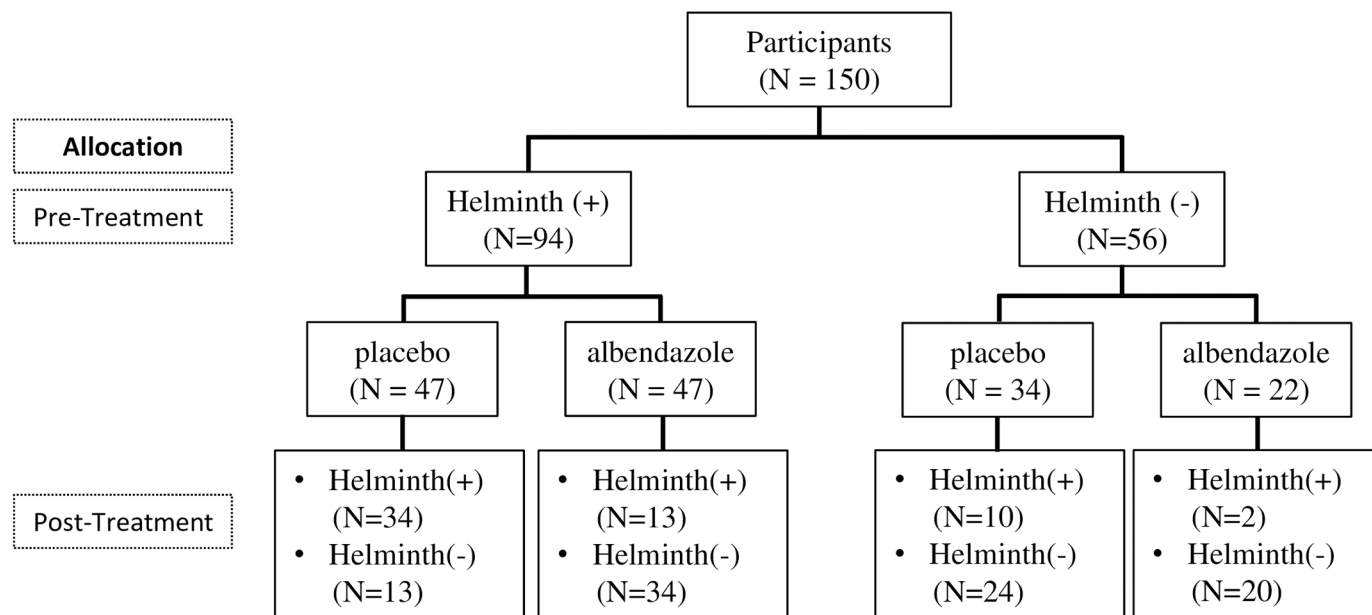 Participants
(N = 150)
Allocation
Pre-Treatment
Helminth (+)
(N=94)
Helminth (-)
(N=56)
placebo
(N = 47)
albendazole
(N = 47)
placebo
(N = 34)
albendazole
(N = 22)
Post-Treatment
• Helminth(+)
(N=34)
• Helminth(-)
(N=13)
• Helminth(+)
(N=13)
• Helminth(-)
(N=34)
• Helminth(+)
(N=10)
• Helminth(-)
(N=24)
• Helminth(+)
(N=2)
• Helminth(-)
(N=20)